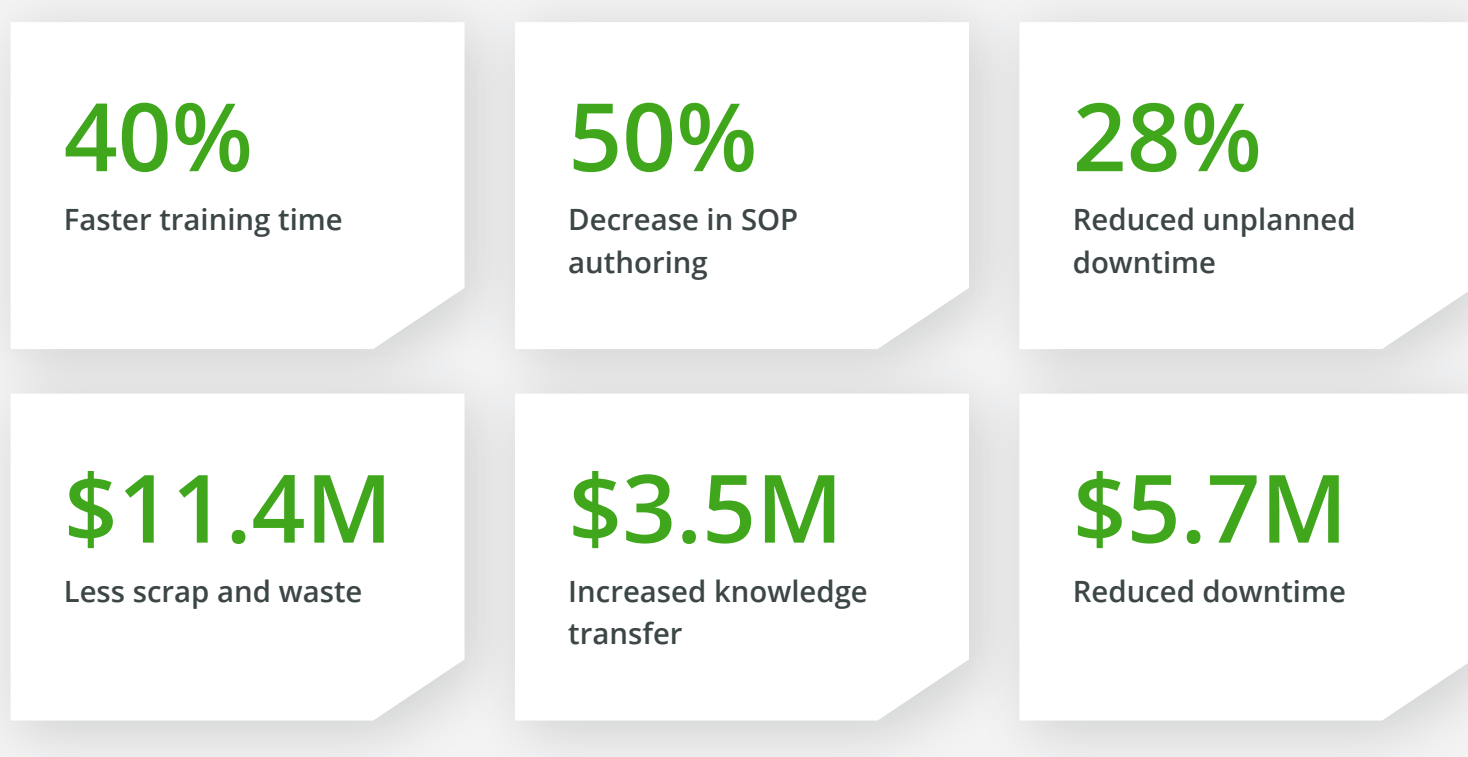 40%
Faster training time
50%
Decrease in SOP
authoring
28%
Reduced unplanned
downtime
$11.4M
Less scrap and waste
$3.5M
Increased knowledge
transfer
$5.7M
Reduced downtime